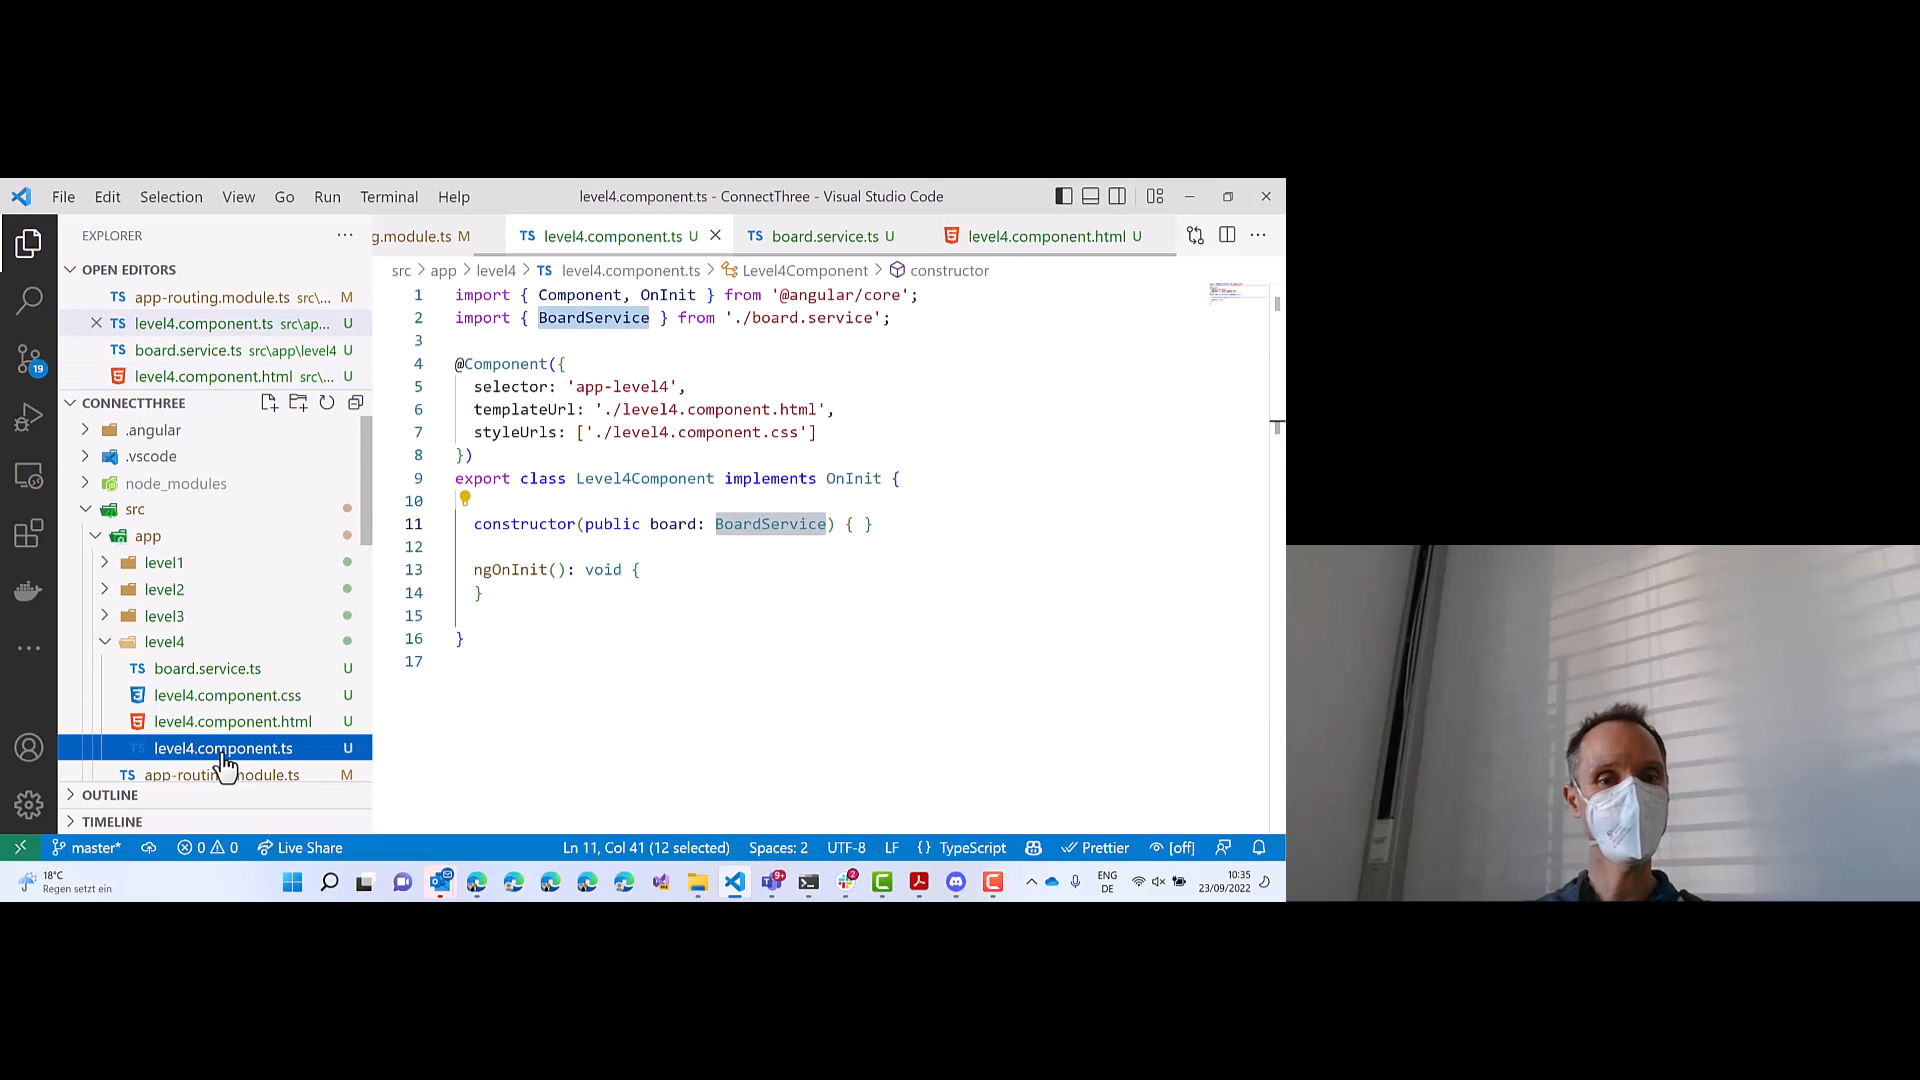 File Edit Selection View Go Run Terminal Help
level4.component.ts - ConnectThree - Visual Studio Code
EXPLORER
OPEN EDITORS
TS app-routing.module.ts src\... M
TS level4.component.ts src\ap... U
TS board.service.ts src\app\level4 U
level4.component.html src\... U
CONNECTTHREE
.angular
.vscode
node_modules
src
app
level1
level2
level3
level4
TS board.service.ts U
level4.component.css U
level4.component.html U
TS level4.component.ts U
TS app-routin module.ts M
OUTLINE
TIMELINE
19
g.module.ts M
TS level4.component.ts U
TS board.service.ts U
level4.component.html U
src > app > level4 > TS level4.component.ts > Level4Component > constructor
1 import { Component, OnInit } from '@angular/core';
2 import { BoardService } from './board.service';
3
4 @Component({
5 selector: 'app-level4',
6 templateUrl: './level4.component.html',
7 styleUrls: ['./level4.component.css']
8 })
9 export class Level4Component implements OnInit {
10
11 constructor(public board: BoardService) { }
12
13 ngOnInit(): void {
14 }
15
16 }
17
master* 0 0 Live Share Ln 11, Col 41 (12 selected) Spaces: 2 UTF-8 LF {} TypeScript Prettier [off]
18°C
Regen setzt ein
9+
2
ENG
DE
10:35
23/09/2022